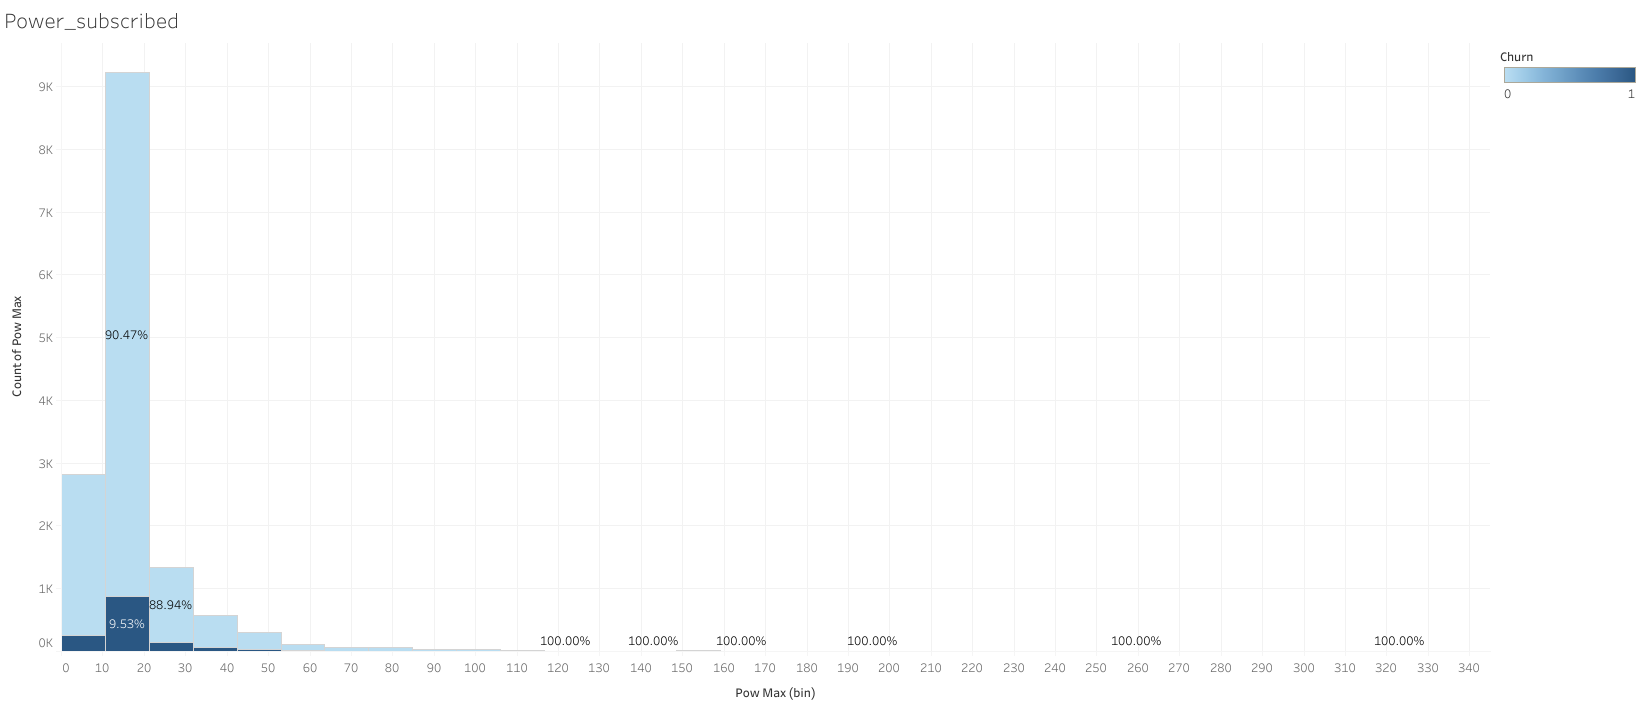 Power_subscribed
Churn
0 1
Count of Pow Max
9K
8K
7K
6K
5K
4K
3K
2K
1K
0K
90.47%
88.94%
9.53%
100.00% 100.00% 100.00% 100.00% 100.00% 100.00%
0 10 20 30 40 50 60 70 80 90 100 110 120 130 140 150 160 170 180 190 200 210 220 230 240 250 260 270 280 290 300 310 320 330 340
Pow Max (bin)